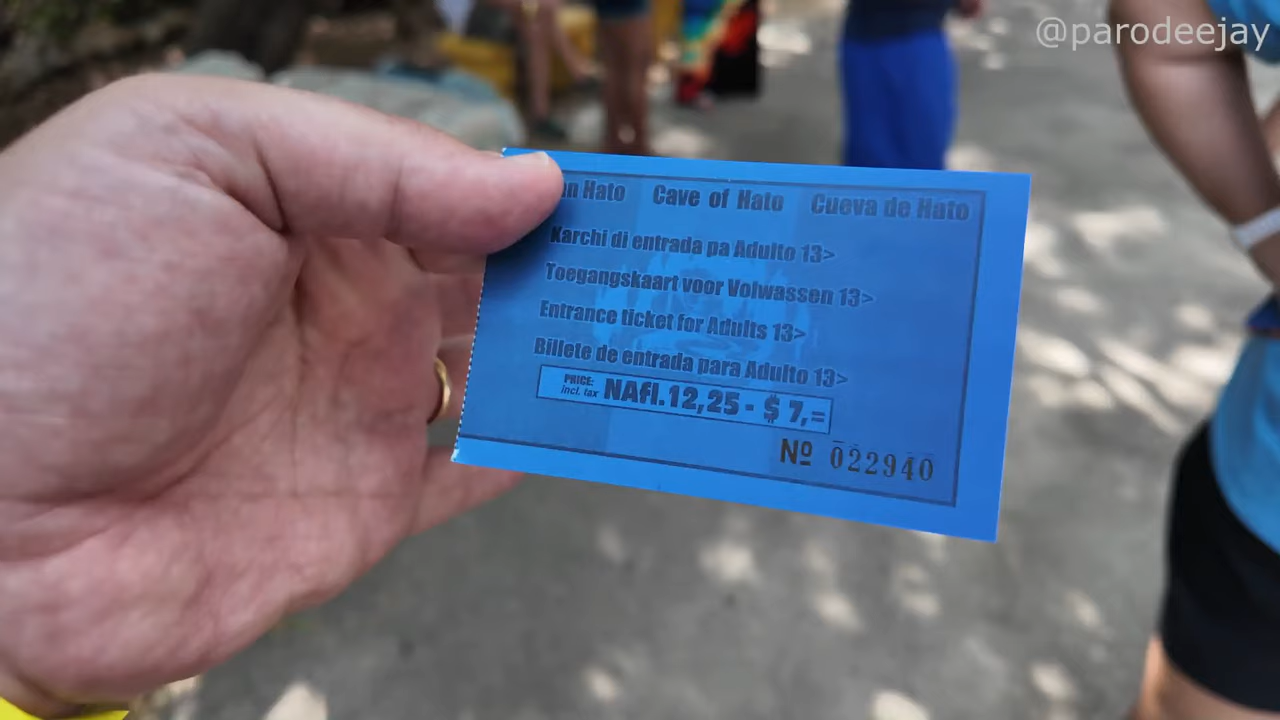 @parodeejay
Hato Cave of Hato Cueva de Hato
Karchi di entrada pa Adulto 13>
Toegangskaart voor Volwassen 13>
Entrance ticket for Adults 13>
Billete de entrada para Adulto 13>
PRICE: incl. tax NAfl.12,25 - $ 7,=
Nº 022940